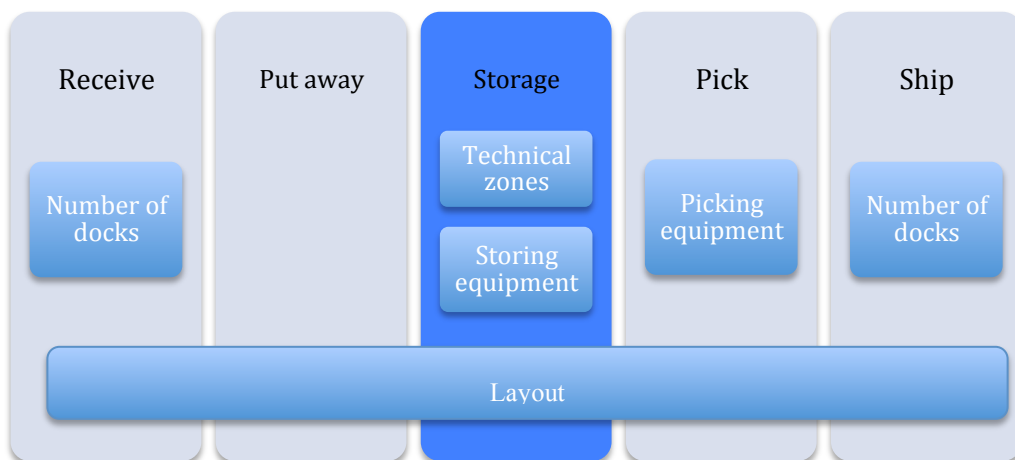 Receive
Put away
Storage
Pick
Ship
Number of
docks
Technical
zones
Storing
equipment
Picking
equipment
Number of
docks
Layout